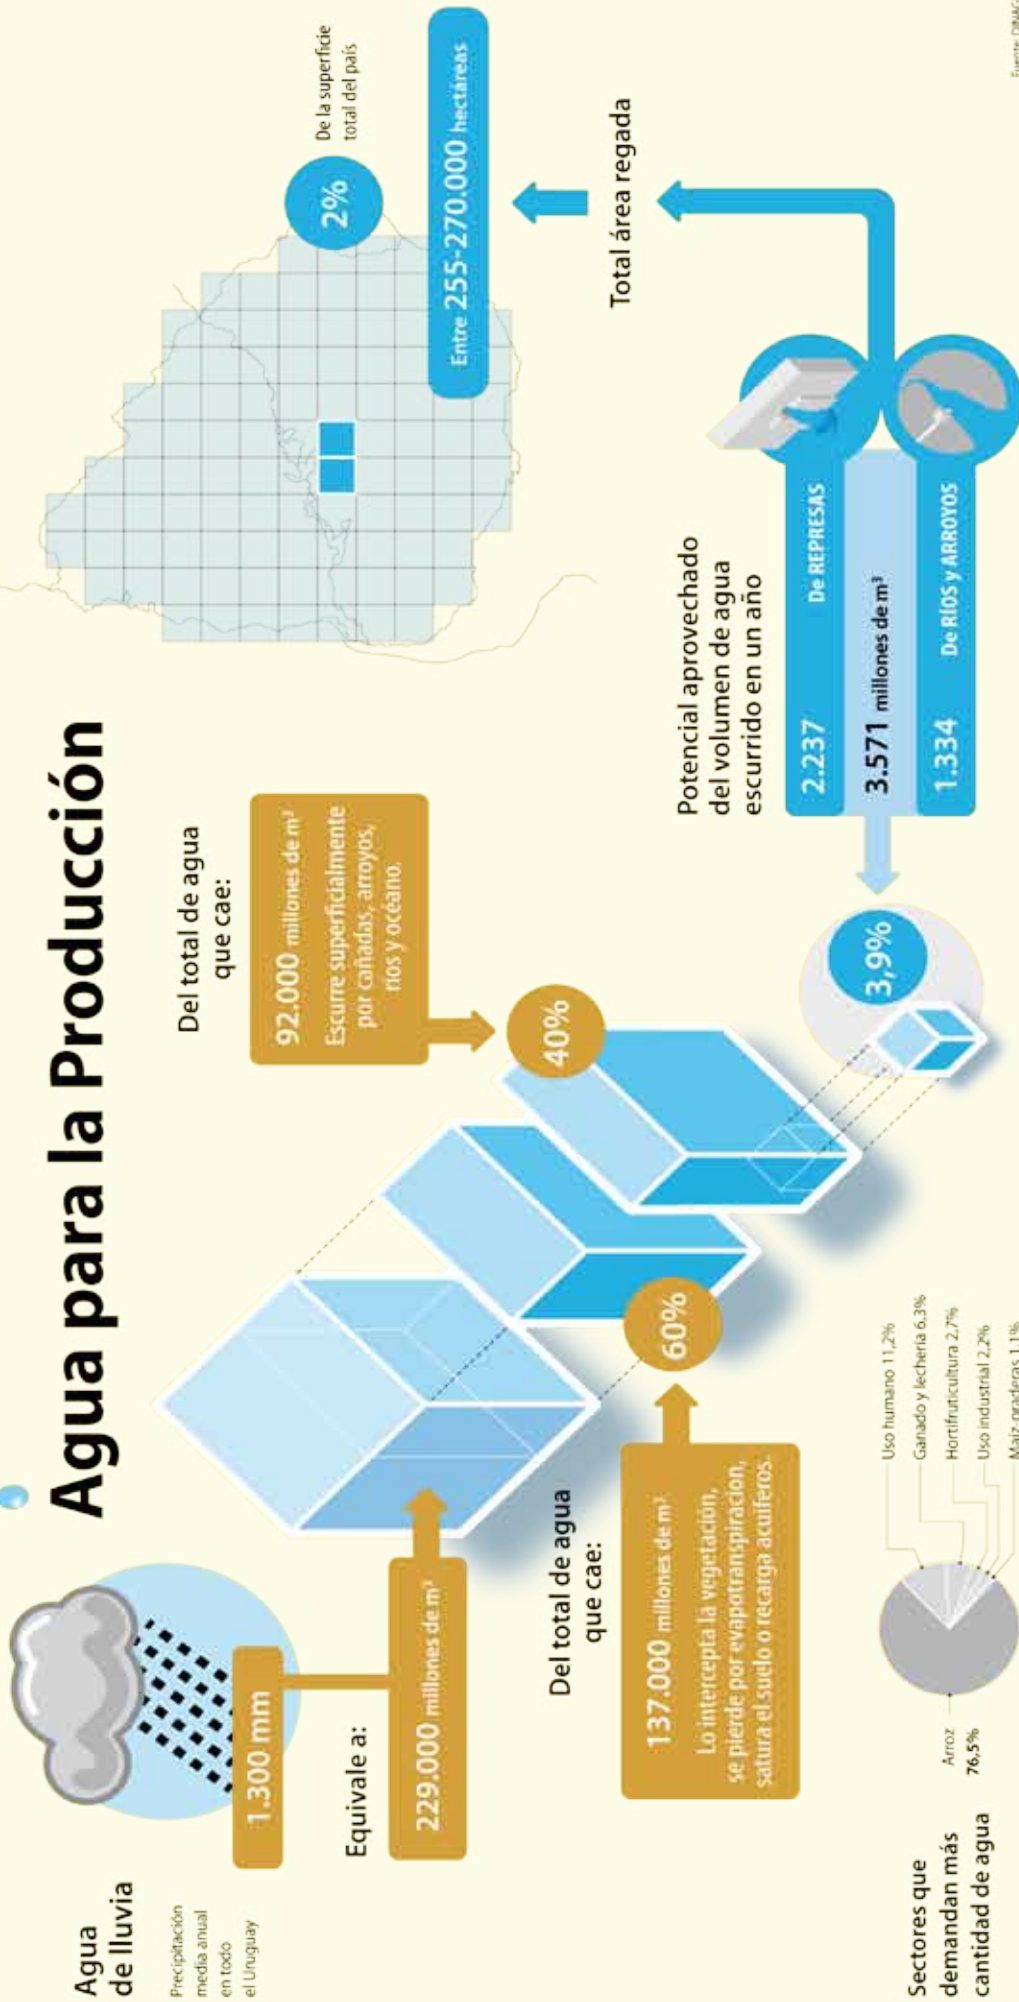 Agua para la Producción
Agua
de lluvia
Precipitación
media anual
en todo
el Uruguay
1.300 mm
Equivale a:
229.000 millones de m³
Del total de agua
que cae:
92.000 millones de m³
Escurre superficialmente
por cañadas, arroyos,
ríos y océano.
40%
Del total de agua
que cae:
137.000 millones de m³
Lo intercepta la vegetación,
se pierde por evapotranspiración,
satura el suelo o recarga acuíferos.
60%
3,9%
Potencial aprovechado
del volumen de agua
escurrido en un año
2.237 De REPRESAS
3.571 millones de m³
1.334 De RÍOS y ARROYOS
Total área regada
Entre 255-270.000 hectáreas
2%
De la superficie
total del país
Sectores que
demandan más
cantidad de agua
Arroz
76,5%
Uso humano 11,2%
Ganado y lechería 6,3%
Hortifruticultura 2,7%
Uso industrial 2,2%
Maíz-praderas 1,1%